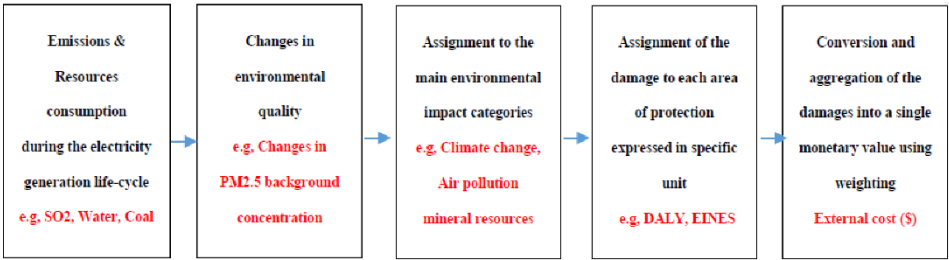 Emissions &
Resources
consumption
during the electricity
generation life-cycle
e.g, SO2, Water, Coal
Changes in
environmental
quality
e.g, Changes in
PM2.5 background
concentration
Assignment to the
main environmental
impact categories
e.g, Climate change,
Air pollution
mineral resources
Assignment of the
damage to each area
of protection
expressed in specific
unit
e.g, DALY, EINES
Conversion and
aggregation of the
damages into a single
monetary value using
weighting
External cost ($)